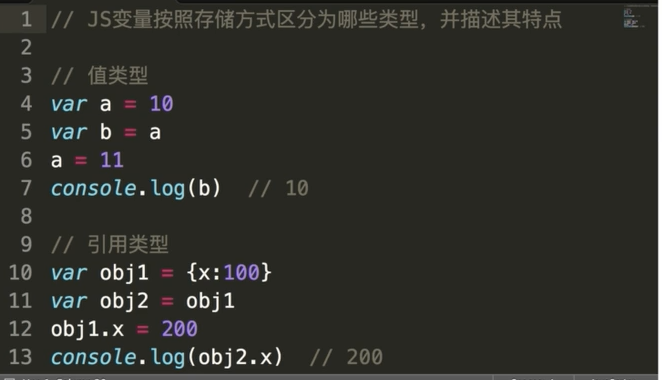 1 // JS变量按照存储方式区分为哪些类型，并描述其特点
2
3 // 值类型
4 var a = 10
5 var b = a
6 a = 11
7 console.log(b)  // 10
8
9 // 引用类型
10 var obj1 = {x:100}
11 var obj2 = obj1
12 obj1.x = 200
13 console.log(obj2.x)  // 200